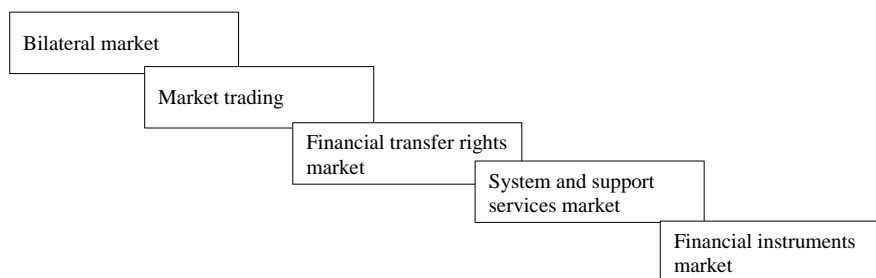 Bilateral market
Market trading
Financial transfer rights
market
System and support
services market
Financial instruments
market